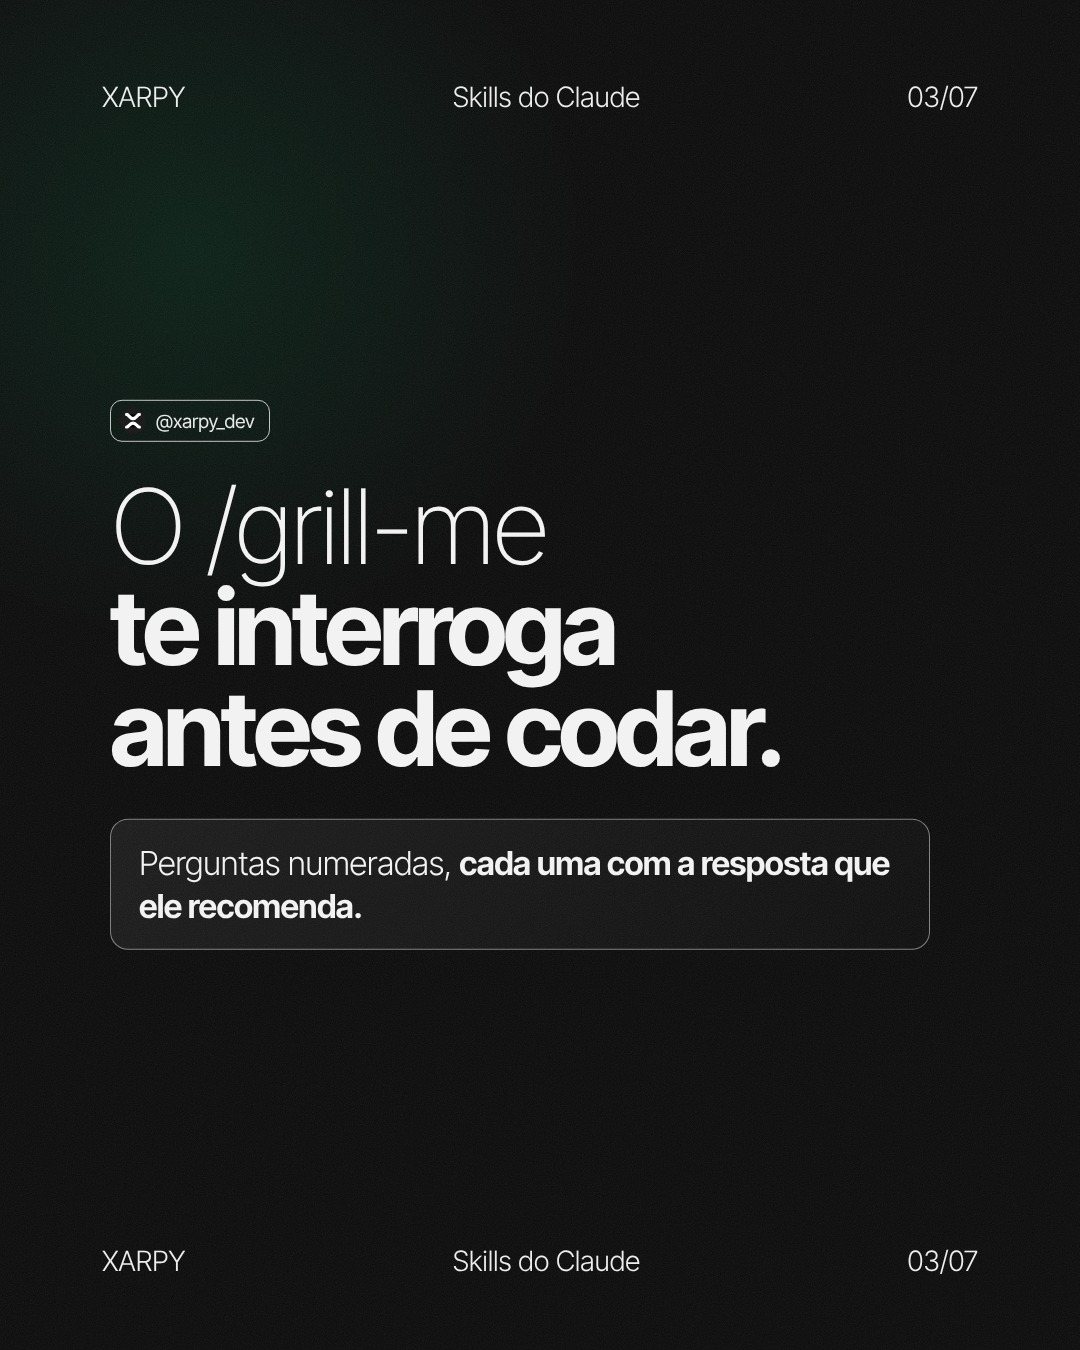 XARPY
Skills do Claude
03/07
@xarpy_dev
O /grill-me
te interroga
antes de codar.
Perguntas numeradas, cada uma com a resposta que
ele recomenda.
XARPY
Skills do Claude
03/07